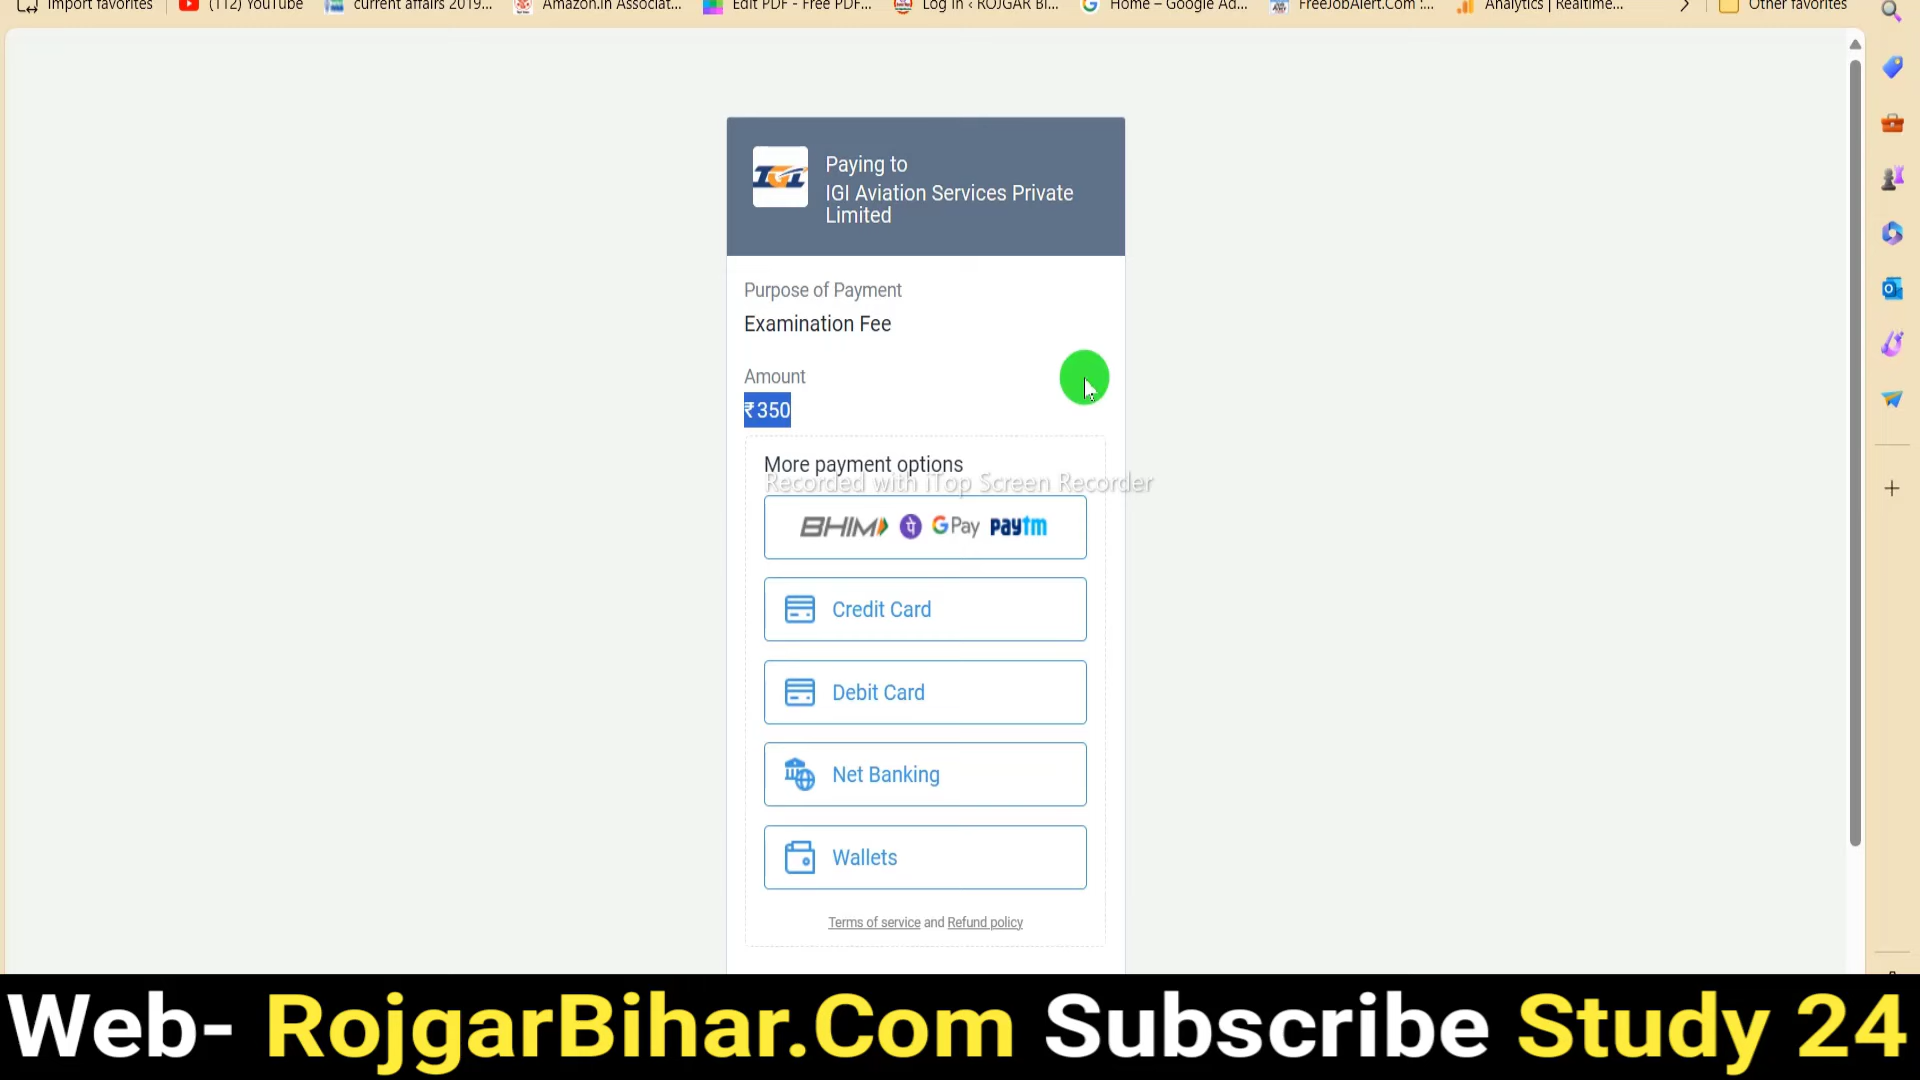 Import favorites
(112) YouTube
current affairs 2019...
Amazon.in Associat...
Edit PDF - Free PDF...
Log In ‹ ROJGAR BI...
Home – Google Ad...
FreeJobAlert.Com :...
Analytics | Realtime...
Other favorites
IGI
Paying to
IGI Aviation Services Private
Limited
Purpose of Payment
Examination Fee
Amount
₹350
More payment options
Recorded with iTop Screen Recorder
BHIM पे G Pay paytm
Credit Card
Debit Card
Net Banking
Wallets
Terms of service and Refund policy
Web- RojgarBihar.Com Subscribe Study 24